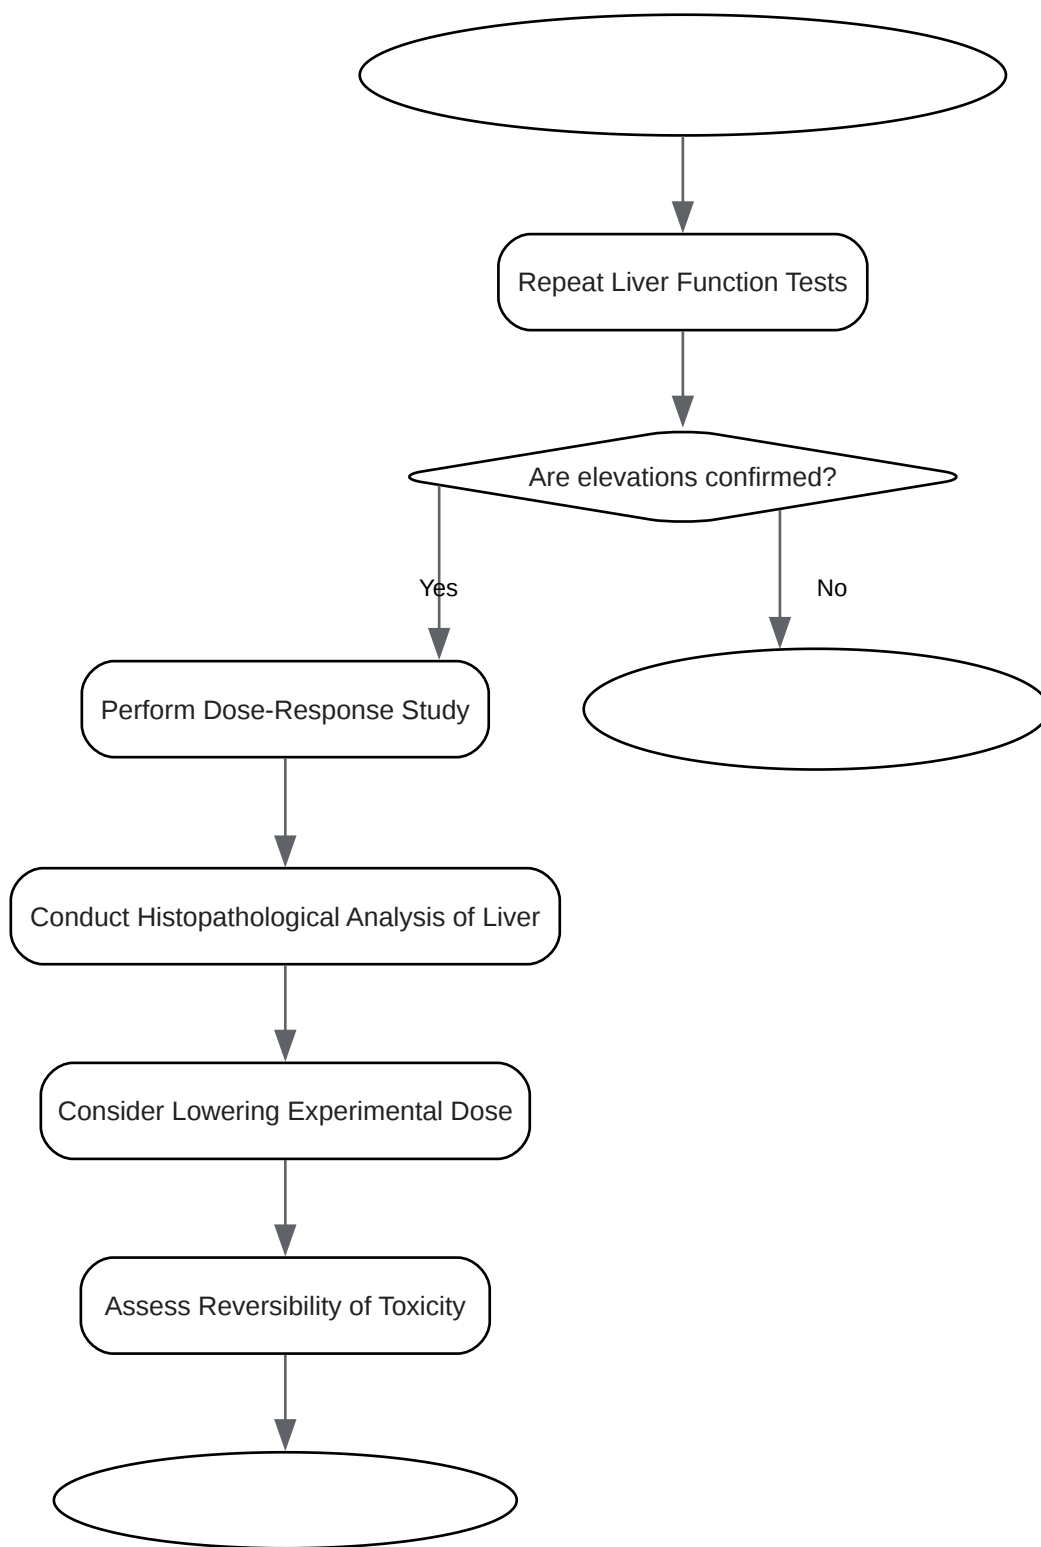 Repeat Liver Function Tests
Are elevations confirmed?
Yes
No
Perform Dose-Response Study
Conduct Histopathological Analysis of Liver
Consider Lowering Experimental Dose
Assess Reversibility of Toxicity